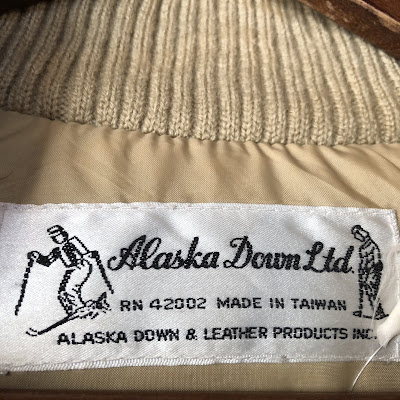 Alaska Down Ltd.
RN 42002 MADE IN TAIWAN
ALASKA DOWN & LEATHER PRODUCTS INC.